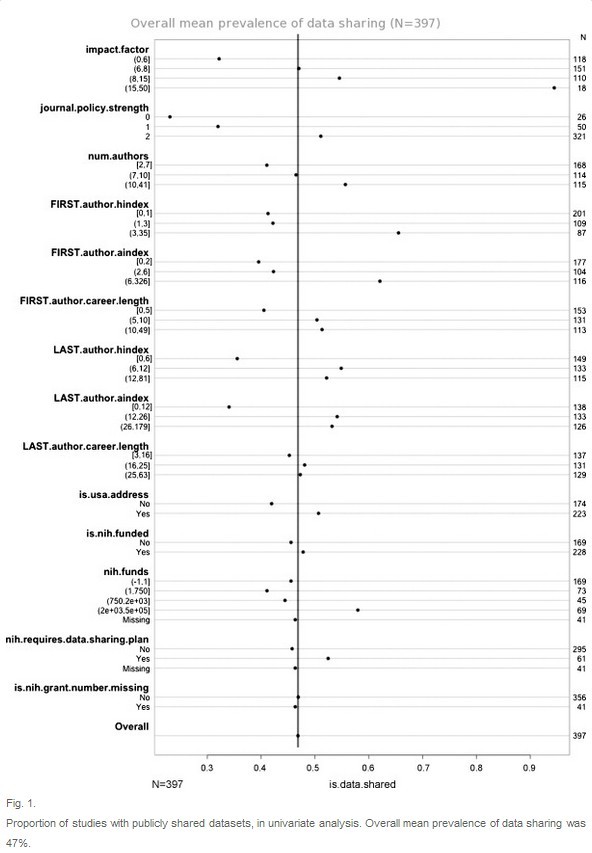 Overall mean prevalence of data sharing (N=397)
N
impact.factor
(0.6] 118
(6.8] 151
(8,15] 110
(15.50] 18
journal.policy.strength
0 26
1 50
2 321
num.authors
[2.7] 168
(7.10] 114
(10,41] 115
FIRST.author.hindex
[0.1] 201
(1.3] 109
(3.35] 87
FIRST.author.aindex
[0.2] 177
(2.6] 104
(6.326] 116
FIRST.author.career.length
[0,5] 153
(5,10] 131
(10,49] 113
LAST.author.hindex
[0.6] 149
(6.12] 133
(12.81] 115
LAST.author.aindex
[0.12] 138
(12.26] 133
(26.179] 126
LAST.author.career.length
[3,16] 137
(16.25] 131
(25,63] 129
is.usa.address
No 174
Yes 223
is.nih.funded
No 169
Yes 228
nih.funds
(-1.1] 169
(1.750] 73
(750.2e+03] 45
(2e+03.5e+05] 69
Missing 41
nih.requires.data.sharing.plan
No 295
Yes 61
Missing 41
is.nih.grant.number.missing
No 356
Yes 41
Overall
397
0.3 0.4 0.5 0.6 0.7 0.8 0.9
N=397 is.data.shared
Fig. 1.
Proportion of studies with publicly shared datasets, in univariate analysis. Overall mean prevalence of data sharing was
47%.